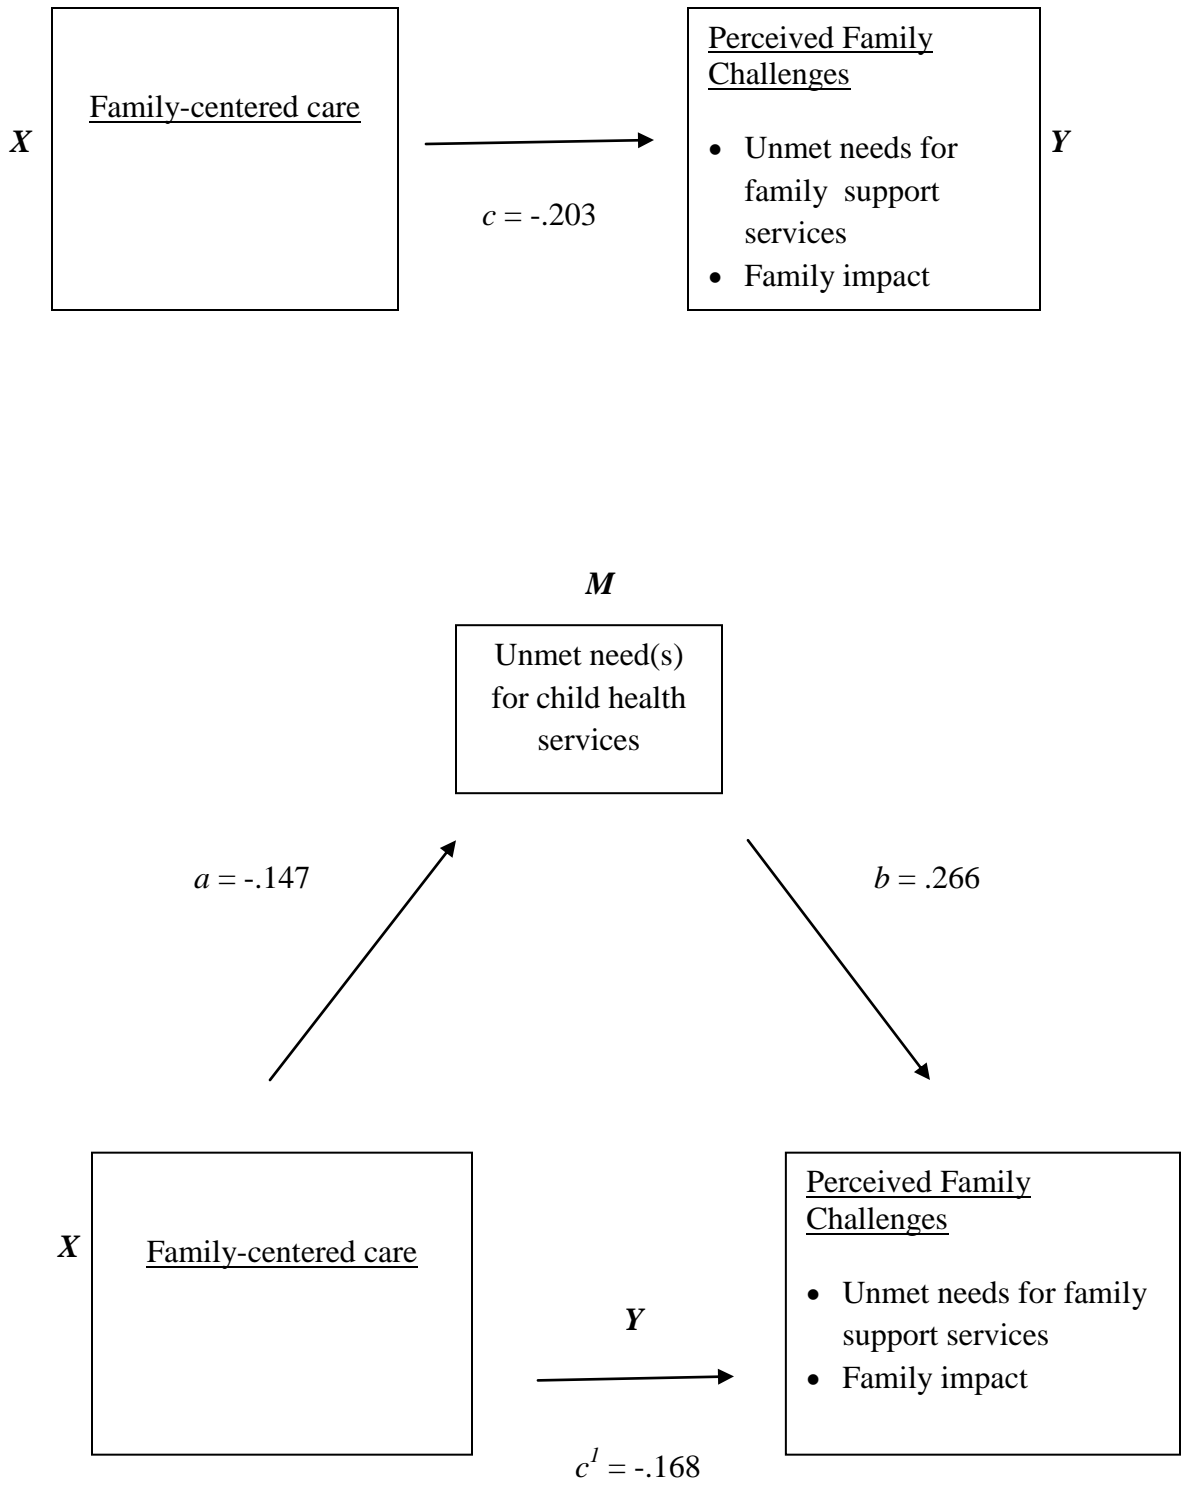 X
Family-centered care
c = -.203
Perceived Family
Challenges
• Unmet needs for
family support
services
• Family impact
Y
M
Unmet need(s)
for child health
services
a = -.147
b = .266
X
Family-centered care
Y
c¹ = -.168
Perceived Family
Challenges
• Unmet needs for family
support services
• Family impact